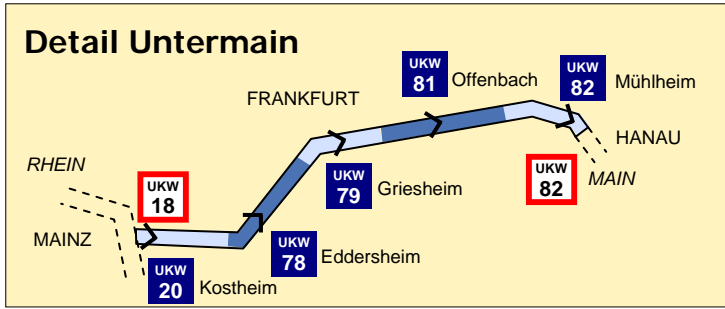 Detail Untermain
UKW
81
Offenbach
UKW
82
Mühlheim
FRANKFURT
HANAU
RHEIN
UKW
18
UKW
79
Griesheim
UKW
82
MAIN
MAINZ
UKW
78
Eddersheim
UKW
20
Kostheim